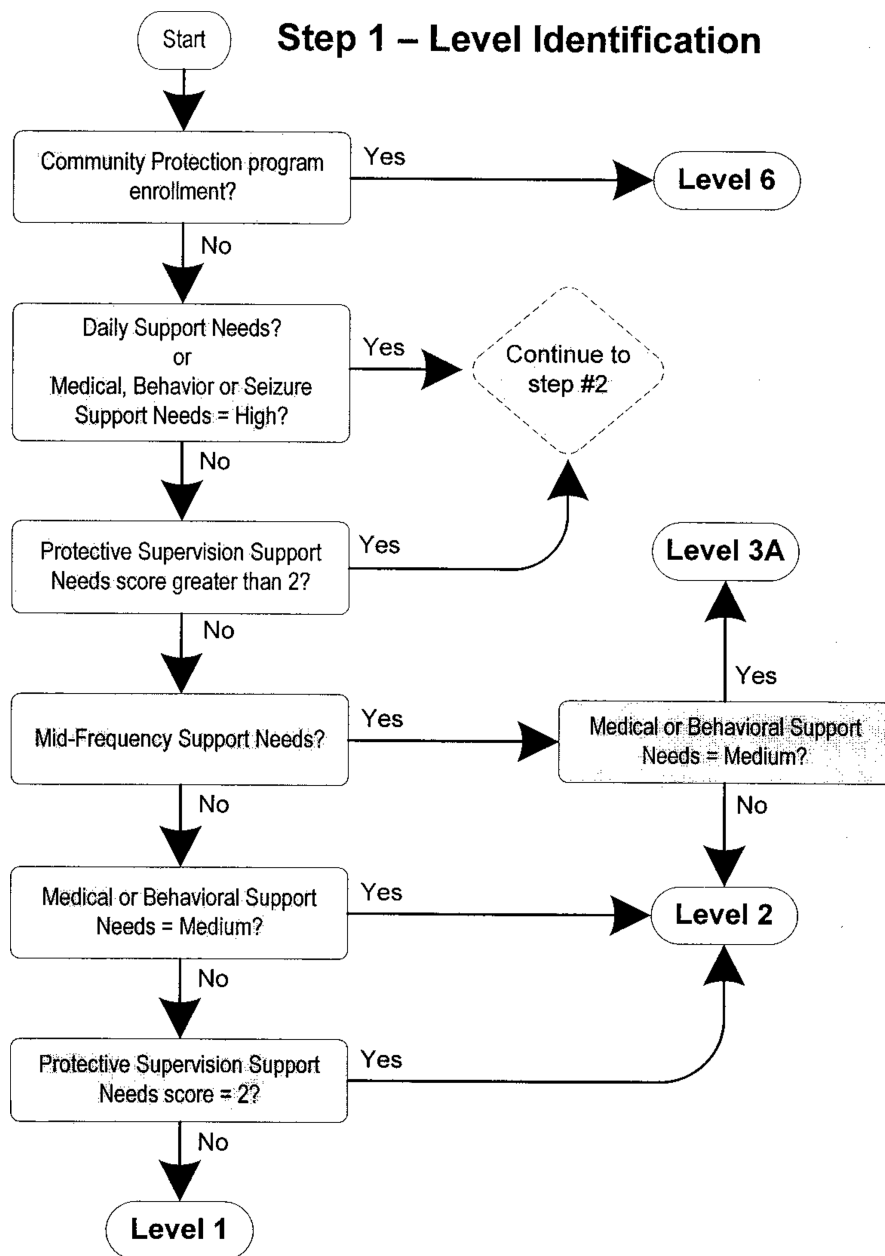 Start
Step 1 – Level Identification
Community Protection program
enrollment?
Yes
Level 6
No
Daily Support Needs?
or
Medical, Behavior or Seizure
Support Needs = High?
Yes
Continue to
step #2
No
Protective Supervision Support
Needs score greater than 2?
Yes
Level 3A
No
Yes
Mid-Frequency Support Needs?
Yes
Medical or Behavioral Support
Needs = Medium?
No
No
Medical or Behavioral Support
Needs = Medium?
Yes
Level 2
No
Protective Supervision Support
Needs score = 2?
Yes
No
Level 1